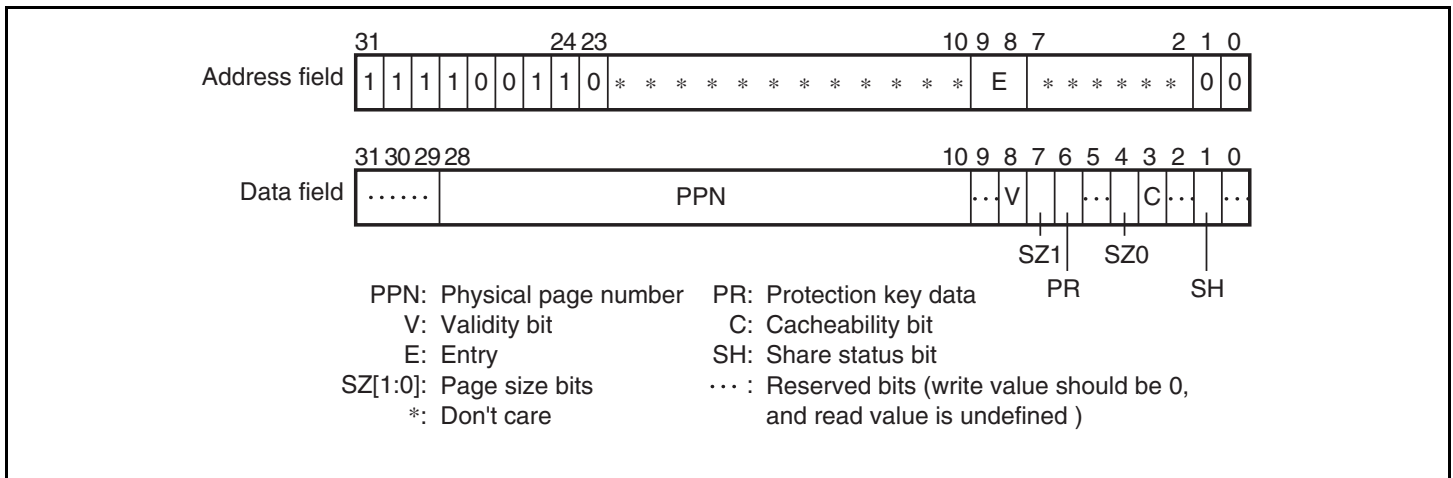 31 24 23 10 9 8 7 2 1 0
Address field 1 1 1 1 0 0 1 1 0 * * * * * * * * * * * * * E * * * * * * 0 0
31 30 29 28 10 9 8 7 6 5 4 3 2 1 0
Data field ...... PPN ... V ... C ... ...
SZ1 SZ0
PR SH
PPN: Physical page number PR: Protection key data
V: Validity bit C: Cacheability bit
E: Entry SH: Share status bit
SZ[1:0]: Page size bits ... : Reserved bits (write value should be 0,
*: Don't care and read value is undefined )